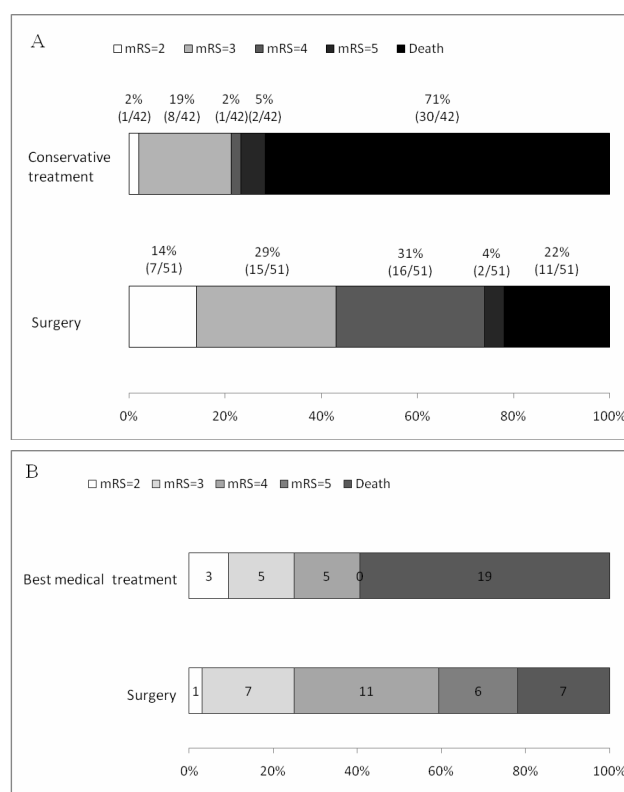 A
mRS=2 mRS=3 mRS=4 mRS=5 Death
2% 19% 2% 5% 71%
(1/42) (8/42) (1/42)(2/42) (30/42)
Conservative
treatment
14% 29% 31% 4% 22%
(7/51) (15/51) (16/51) (2/51) (11/51)
Surgery
0% 20% 40% 60% 80% 100%
B
mRS=2 mRS=3 mRS=4 mRS=5 Death
Best medical treatment 3 5 5 0 19
Surgery 1 7 11 6 7
0% 20% 40% 60% 80% 100%